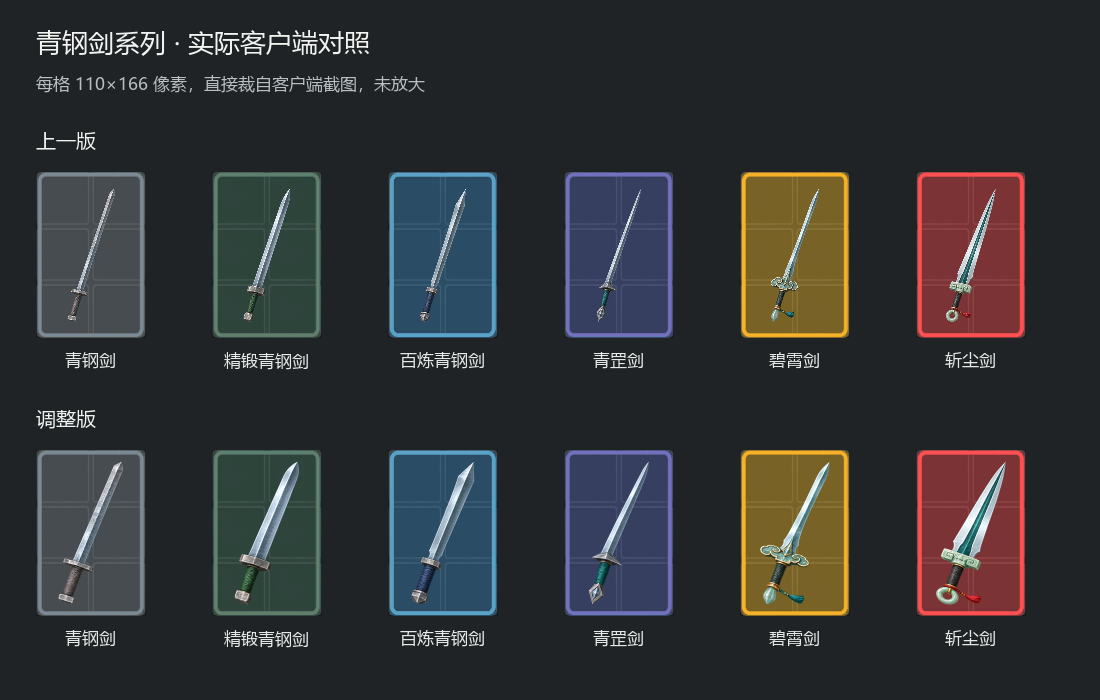 青钢剑系列 · 实际客户端对照
每格 110×166 像素，直接裁自客户端截图，未放大
上一版
青钢剑 精锻青钢剑 百炼青钢剑 青罡剑 碧霄剑 斩尘剑
调整版
青钢剑 精锻青钢剑 百炼青钢剑 青罡剑 碧霄剑 斩尘剑